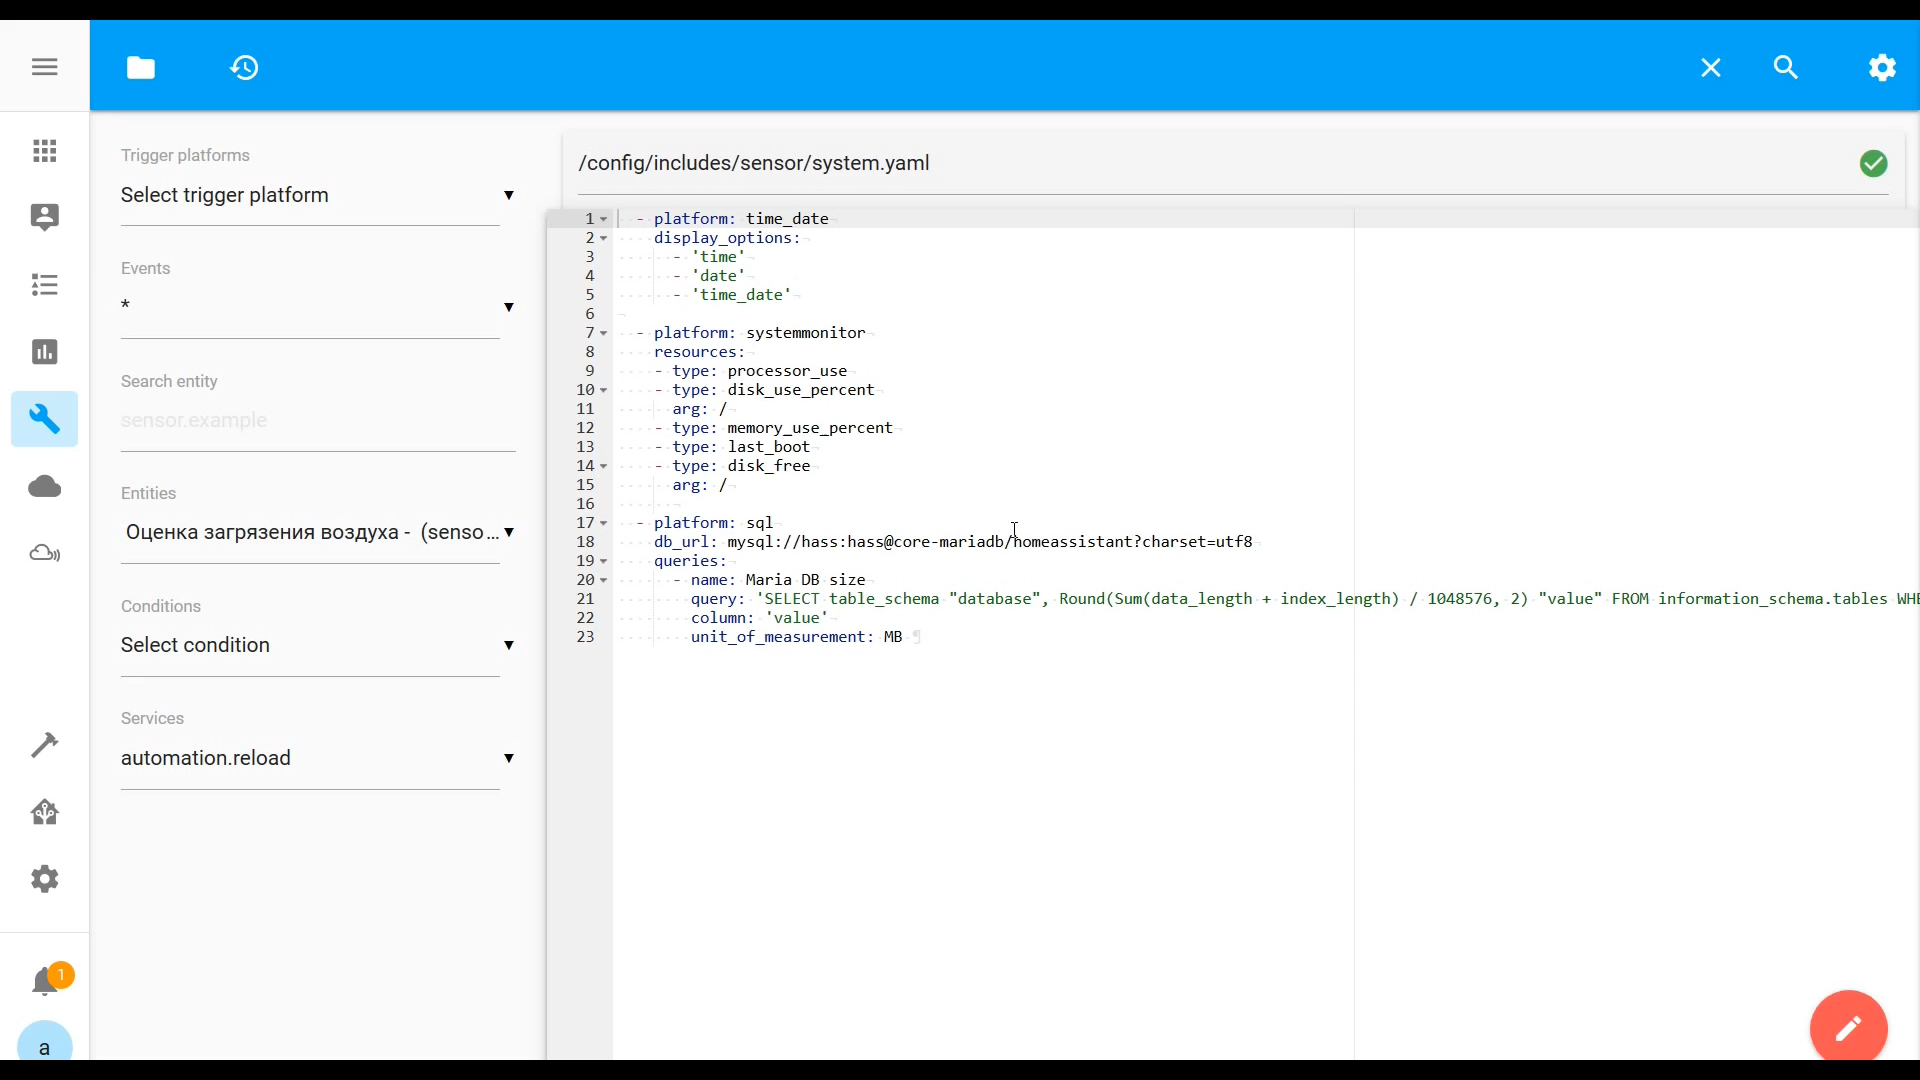 Trigger platforms
Select trigger platform
Events
*
Search entity
sensor.example
Entities
Оценка загрязения воздуха - (senso...
Conditions
Select condition
Services
automation.reload
1
a
/config/includes/sensor/system.yaml
1 - platform: time_date
2 display_options:
3 - 'time'
4 - 'date'
5 - 'time_date'
6
7 - platform: systemmonitor
8 resources:
9 - type: processor_use
10 - type: disk_use_percent
11 arg: /
12 - type: memory_use_percent
13 - type: last_boot
14 - type: disk_free
15 arg: /
16
17 - platform: sql
18 db_url: mysql://hass:hass@core-mariadb/homeassistant?charset=utf8
19 queries:
20 - name: Maria DB size
21 query: 'SELECT table_schema "database", Round(Sum(data_length + index_length) / 1048576, 2) "value" FROM information_schema.tables WHE
22 column: 'value'
23 unit_of_measurement: MB